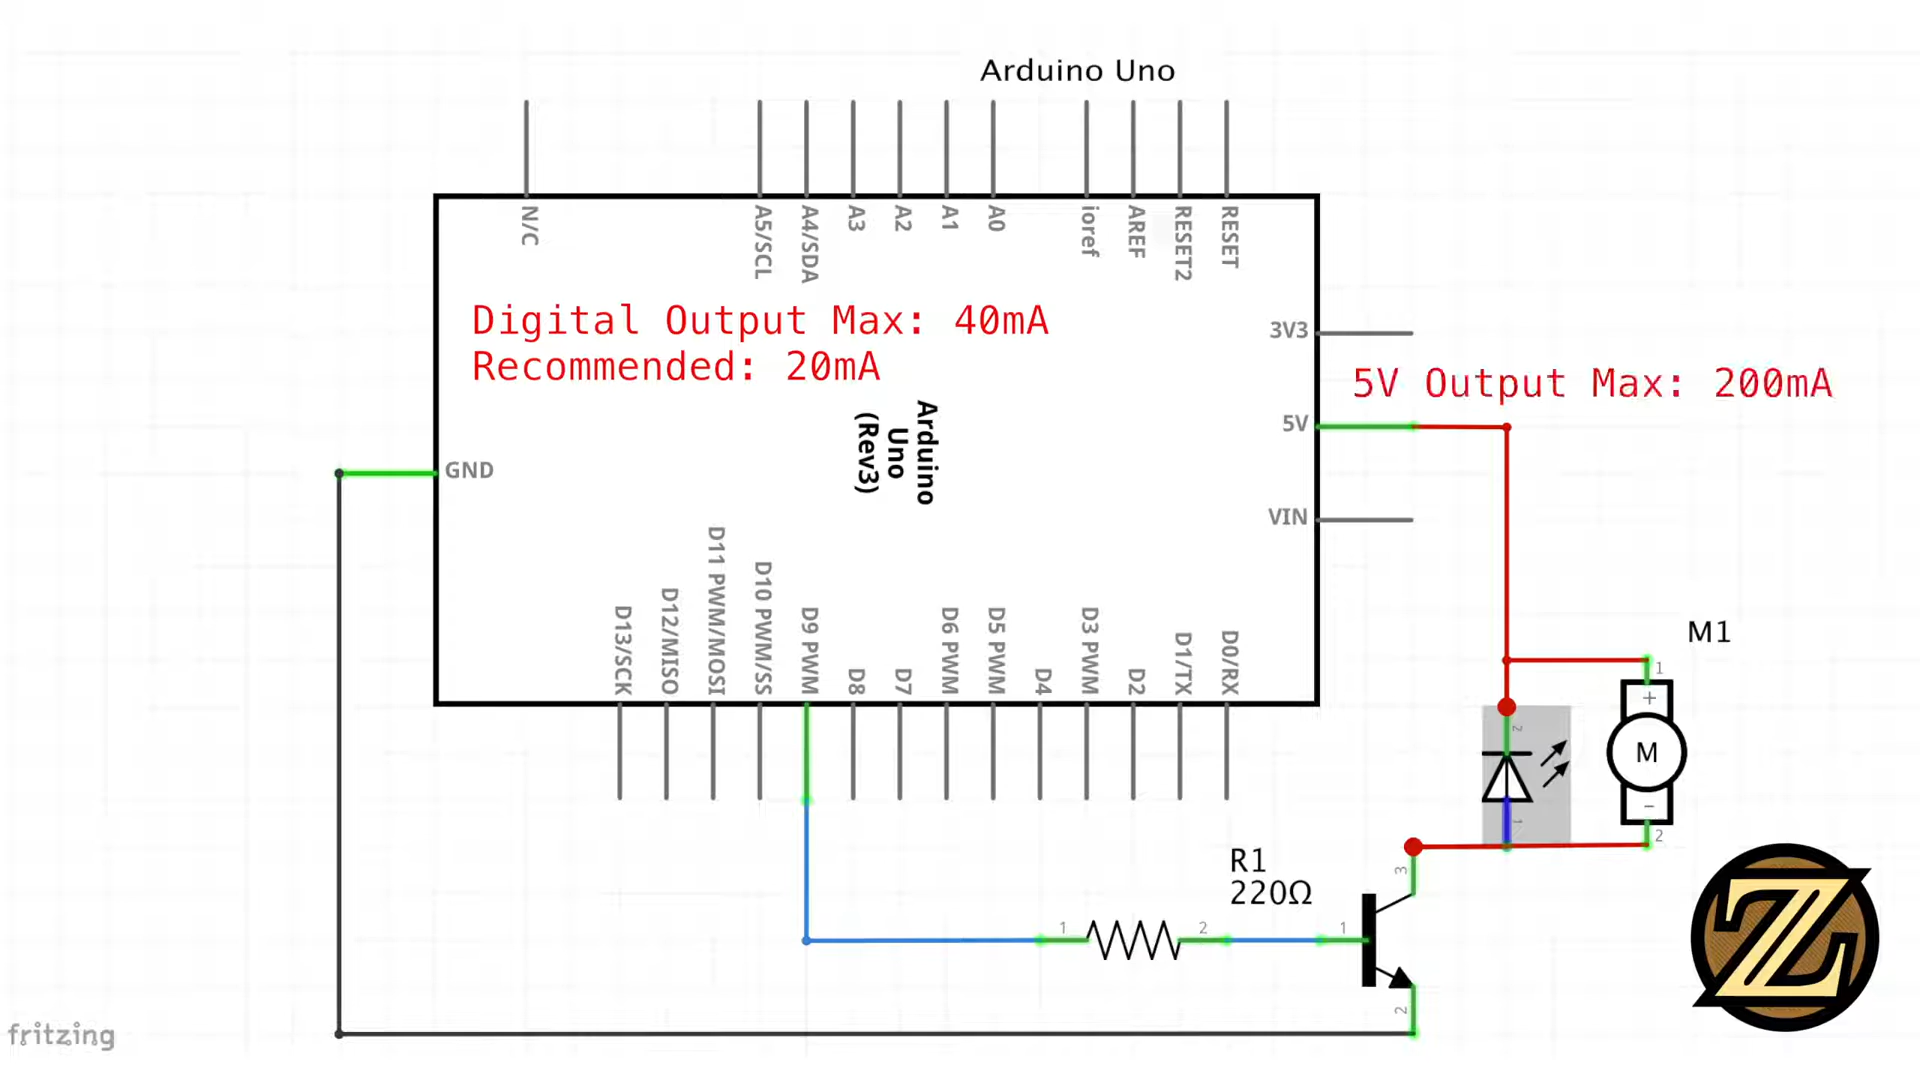 Arduino Uno
N/C
A5/SCL
A4/SDA
A3
A2
A1
A0
ioref
AREF
RESET2
RESET
Digital Output Max: 40mA
Recommended: 20mA
3V3
5V Output Max: 200mA
5V
Arduino
Uno
(Rev3)
GND
VIN
D13/SCK
D12/MISO
D11 PWM/MOSI
D10 PWM/SS
D9 PWM
D8
D7
D6 PWM
D5 PWM
D4
D3 PWM
D2
D1/TX
D0/RX
M1
1
+
2
M
-
1
2
R1
220Ω
3
1
2
1
2
Z
fritzing